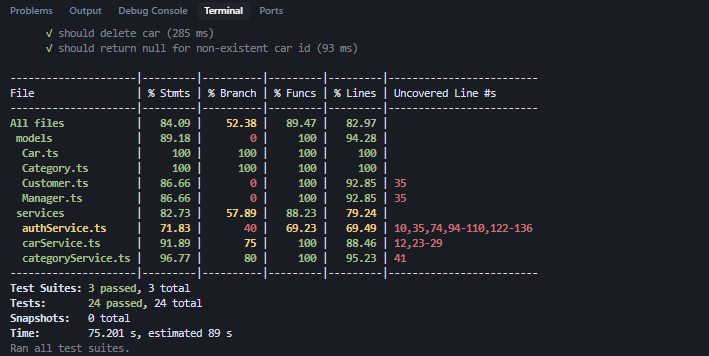 Problems Output Debug Console Terminal Ports
√ should delete car (285 ms)
√ should return null for non-existent car id (93 ms)
---------------------|---------|----------|---------|---------|------------------------
File                 | % Stmts | % Branch | % Funcs | % Lines | Uncovered Line #s
---------------------|---------|----------|---------|---------|------------------------
All files            |   84.09 |    52.38 |   89.47 |   82.97 |
 models              |   89.18 |        0 |     100 |   94.28 |
  Car.ts             |     100 |      100 |     100 |     100 |
  Category.ts        |     100 |      100 |     100 |     100 |
  Customer.ts        |   86.66 |        0 |     100 |   92.85 | 35
  Manager.ts         |   86.66 |        0 |     100 |   92.85 | 35
 services            |   82.73 |    57.89 |   88.23 |   79.24 |
  authService.ts     |   71.83 |       40 |   69.23 |   69.49 | 10,35,74,94-110,122-136
  carService.ts      |   91.89 |       75 |     100 |   88.46 | 12,23-29
  categoryService.ts |   96.77 |       80 |     100 |   95.23 | 41
---------------------|---------|----------|---------|---------|------------------------
Test Suites: 3 passed, 3 total
Tests:       24 passed, 24 total
Snapshots:   0 total
Time:        75.201 s, estimated 89 s
Ran all test suites.